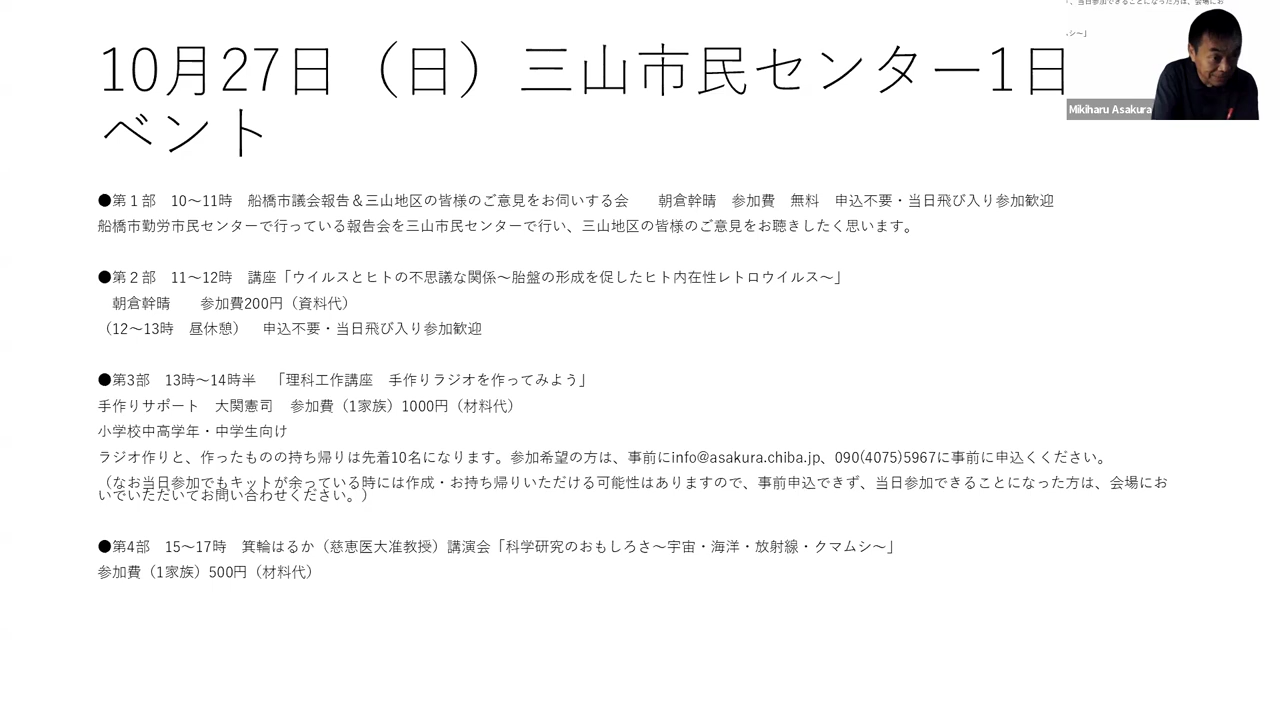 、当日参加できることになった方は、会場にお
シ～」
10月27日（日）三山市民センター1日
ベント
Mikiharu Asakura
●第１部　10～11時　船橋市議会報告＆三山地区の皆様のご意見をお伺いする会　　朝倉幹晴　参加費　無料　申込不要・当日飛び入り参加歓迎
船橋市勤労市民センターで行っている報告会を三山市民センターで行い、三山地区の皆様のご意見をお聴きしたく思います。
●第２部　11～12時　講座「ウイルスとヒトの不思議な関係～胎盤の形成を促したヒト内在性レトロウイルス～」
朝倉幹晴　　参加費200円（資料代）
（12～13時　昼休憩）　申込不要・当日飛び入り参加歓迎
●第3部　13時～14時半　「理科工作講座　手作りラジオを作ってみよう」
手作りサポート　大関憲司　参加費（1家族）1000円（材料代）
小学校中高学年・中学生向け
ラジオ作りと、作ったものの持ち帰りは先着10名になります。参加希望の方は、事前にinfo@asakura.chiba.jp、090(4075)5967に事前に申込くください。
（なお当日参加でもキットが余っている時には作成・お持ち帰りいただける可能性はありますので、事前申込できず、当日参加できることになった方は、会場にお
いでいただいてお問い合わせください。）
●第4部　15～17時　箕輪はるか（慈恵医大准教授）講演会「科学研究のおもしろさ～宇宙・海洋・放射線・クマムシ～」
参加費（1家族）500円（材料代）